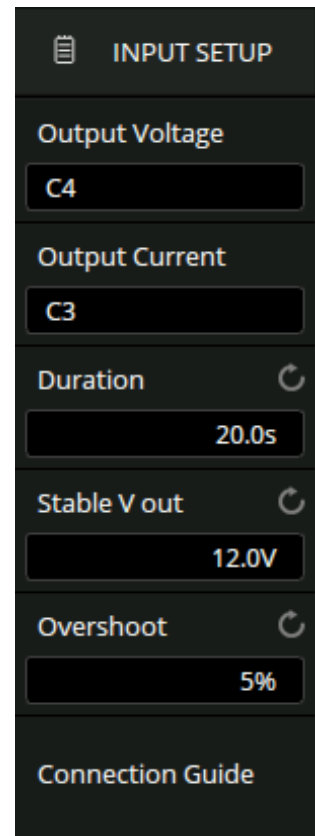 INPUT SETUP
Output Voltage
C4
Output Current
C3
Duration
20.0s
Stable V out
12.0V
Overshoot
5%
Connection Guide